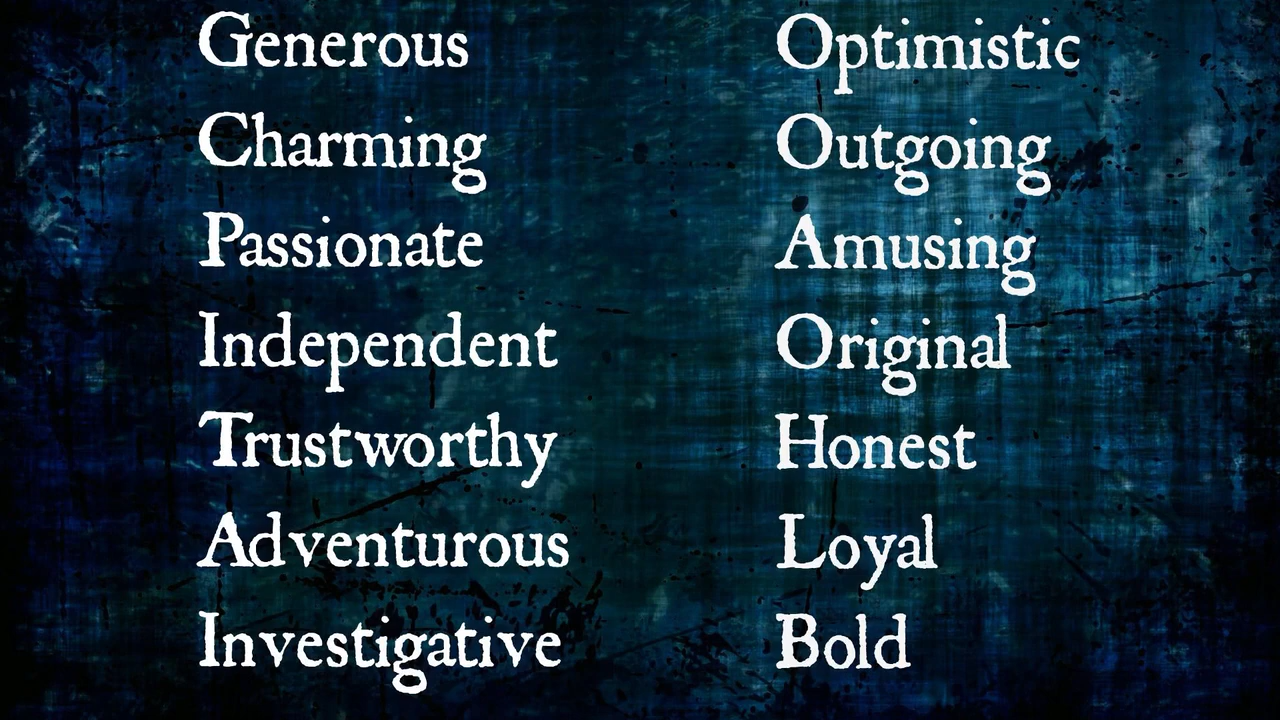 Generous
Charming
Passionate
Independent
Trustworthy
Adventurous
Investigative
Optimistic
Outgoing
Amusing
Original
Honest
Loyal
Bold